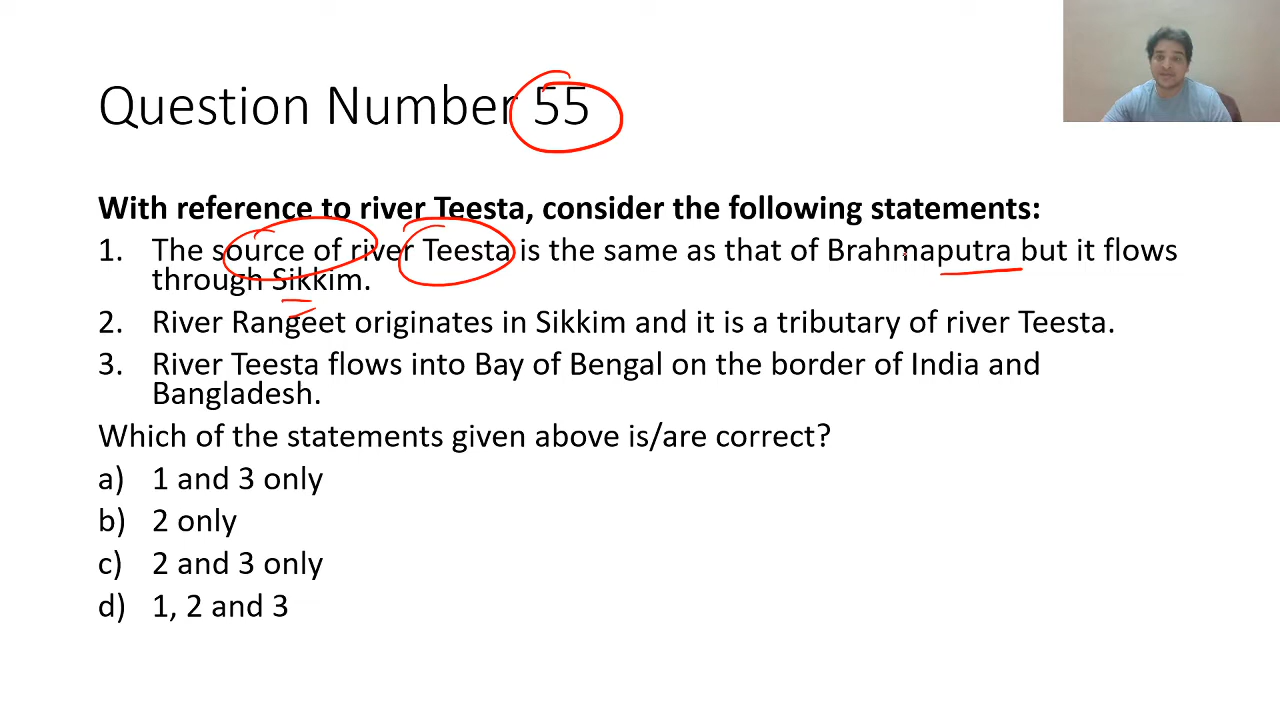 Question Number 55
With reference to river Teesta, consider the following statements:
1. The source of river Teesta is the same as that of Brahmaputra but it flows
through Sikkim.
2. River Rangeet originates in Sikkim and it is a tributary of river Teesta.
3. River Teesta flows into Bay of Bengal on the border of India and
Bangladesh.
Which of the statements given above is/are correct?
a) 1 and 3 only
b) 2 only
c) 2 and 3 only
d) 1, 2 and 3